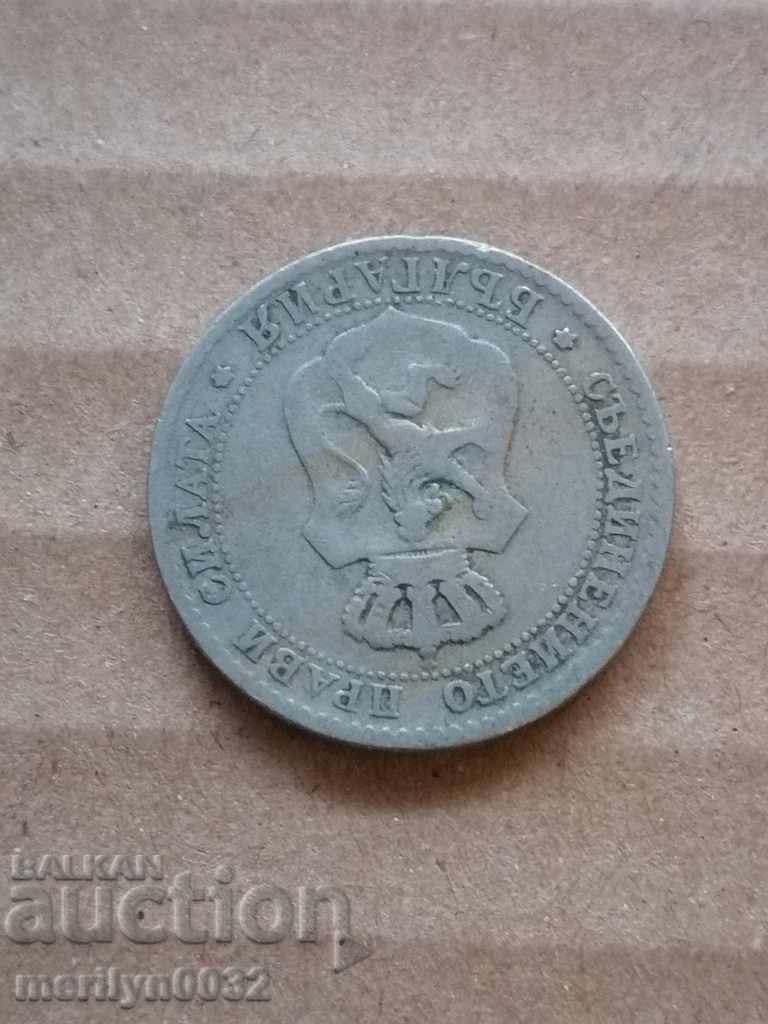 СЪЕДИНЕНИЕТО ПРАВИ СИЛАТА
* БЪЛГАРИЯ *
BALKAN
auction
merilyn0032